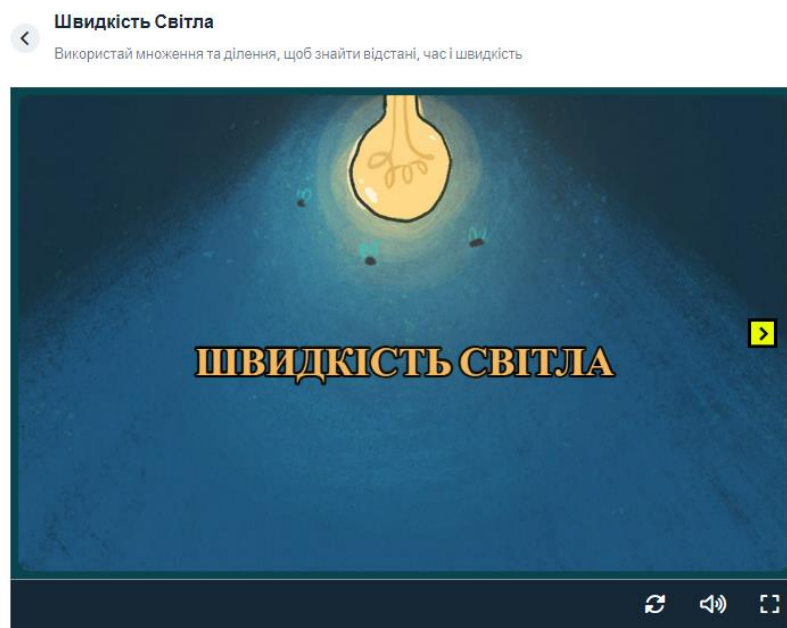 Швидкість Світла
Використай множення та ділення, щоб знайти відстані, час і швидкість
ШВИДКІСТЬ СВІТЛА